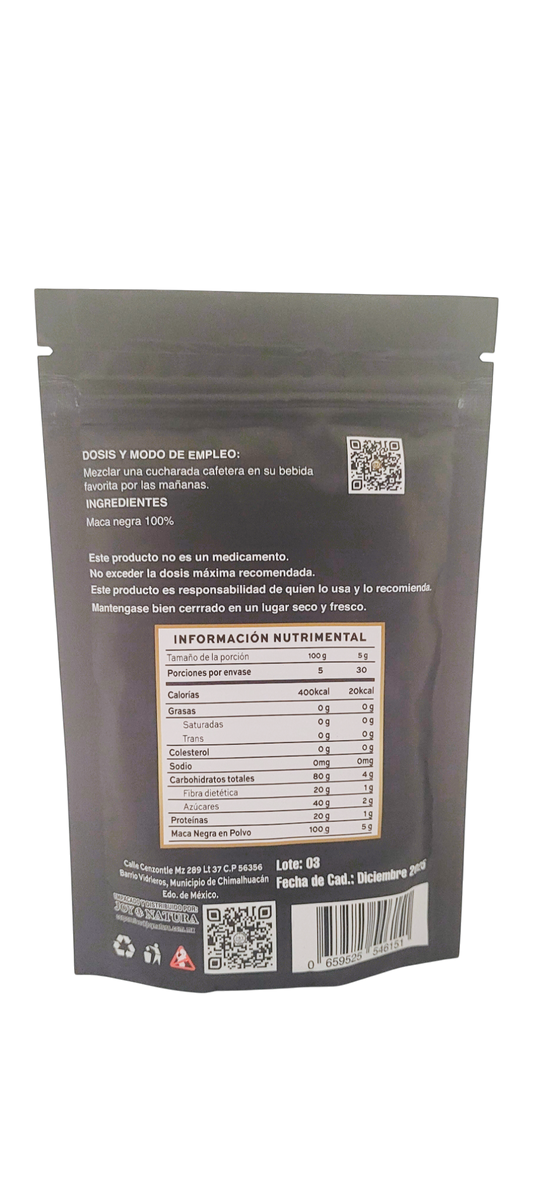 DOSIS Y MODO DE EMPLEO:
Mezclar una cucharada cafetera en su bebida
favorita por las mañanas.
INGREDIENTES
Maca negra 100%
Este producto no es un medicamento.
No exceder la dosis máxima recomendada.
Este producto es responsabilidad de quien lo usa y lo recomienda.
Mantengase bien cerrrado en un lugar seco y fresco.
INFORMACIÓN NUTRIMENTAL
Tamaño de la porción 100 g 5 g
Porciones por envase 5 30
Calorías 400kcal 20kcal
Grasas 0 g 0 g
Saturadas 0 g 0 g
Trans 0 g 0 g
Colesterol 0 g 0 g
Sodio 0mg 0mg
Carbohidratos totales 80 g 4 g
Fibra dietética 20 g 1 g
Azúcares 40 g 2 g
Proteínas 20 g 1 g
Maca Negra en Polvo 100 g 5 g
Calle Cenzontle Mz 289 Lt 37 C.P 56356
Barrio Vidrieros, Municipio de Chimalhuacán
Edo. de México.
Lote: 03
Fecha de Cad.: Diciembre
EMPACADO Y DISTRIBUIDO POR:
JOY & NATURA
0 659525 546151